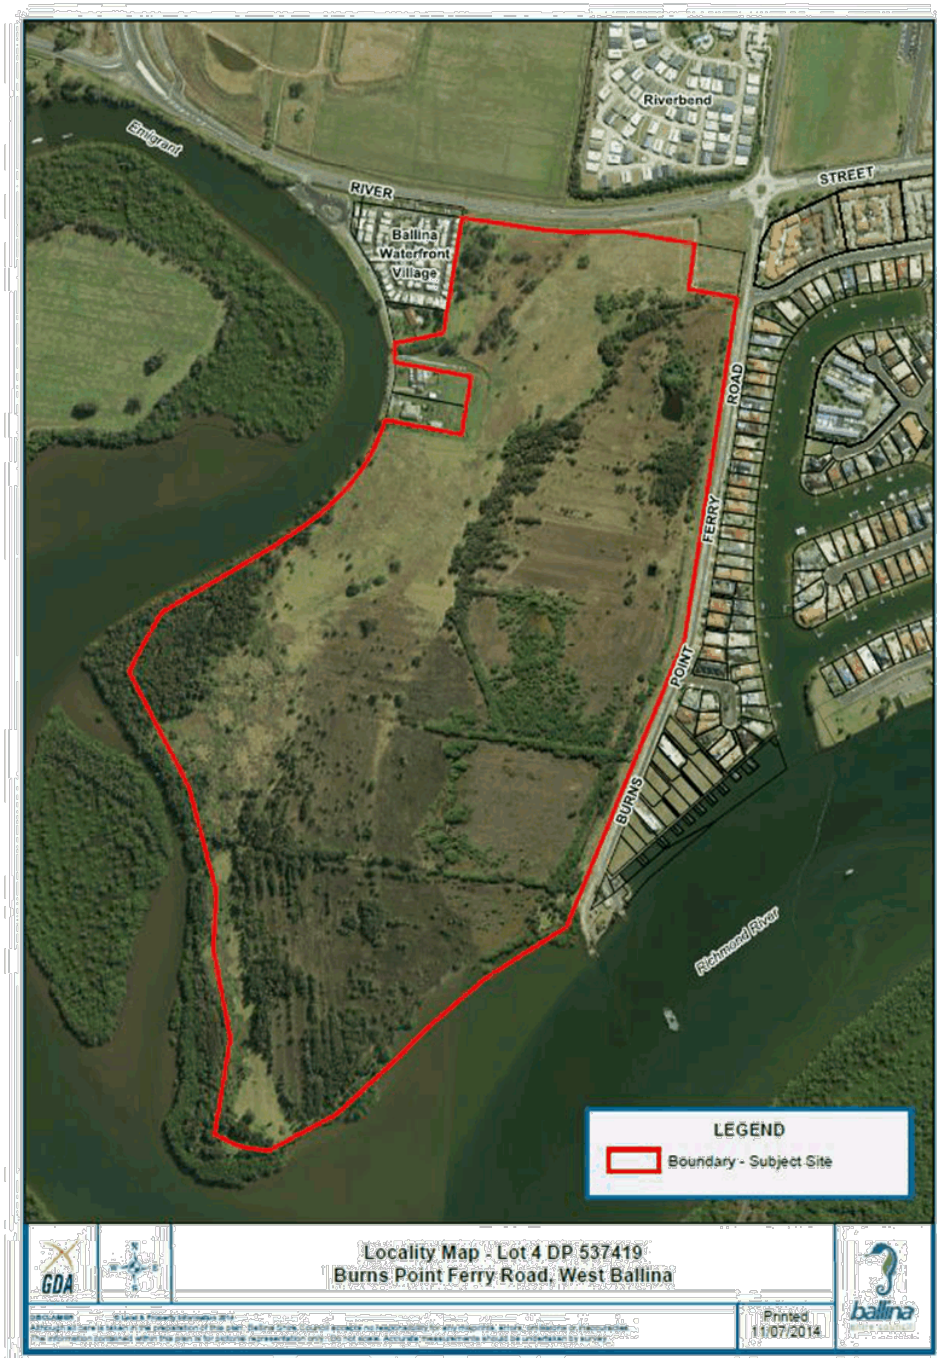 Riverbend
Emigrant
RIVER
STREET
Ballina
Waterfront
Village
ROAD
FERRY
POINT
BURNS
Richmond River
LEGEND
Boundary - Subject Site
GDA
N
Locality Map - Lot 4 DP 537419
Burns Point Ferry Road, West Ballina
ballina
DISCLAIMER
Printed
11/07/2014